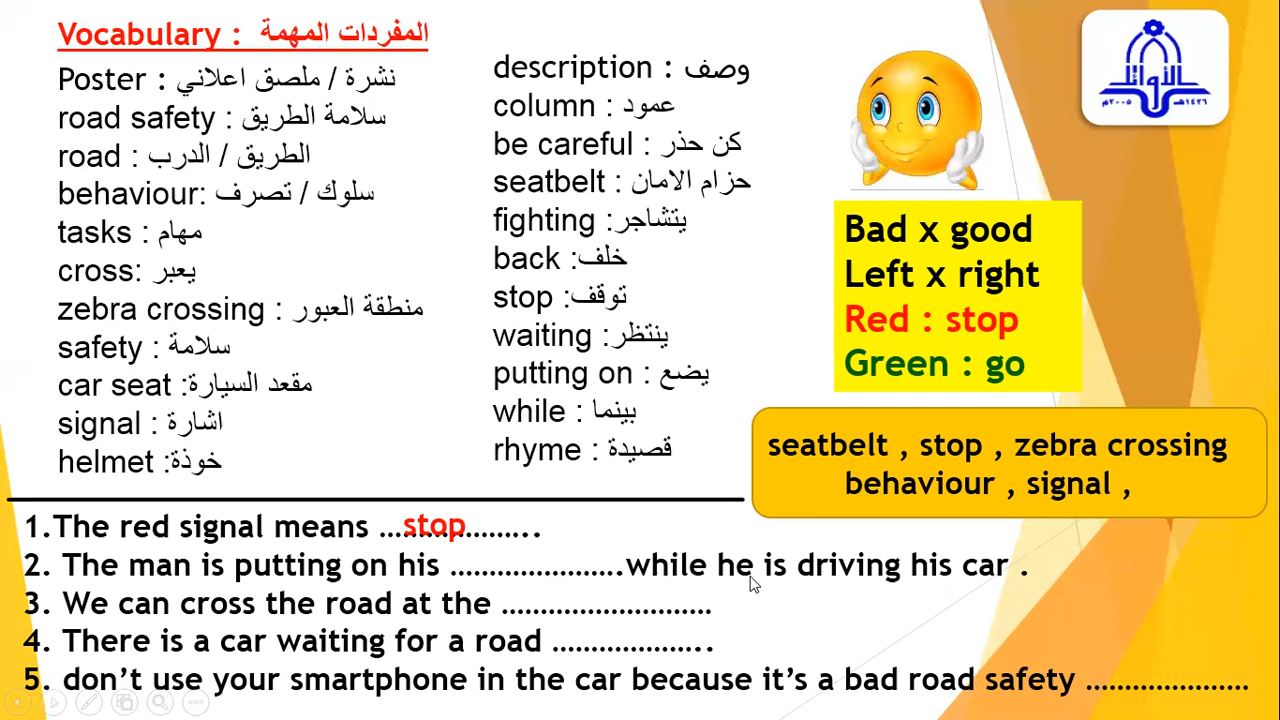 Vocabulary : المفردات المهمة
Poster : نشرة / ملصق اعلاني
road safety : سلامة الطريق
road : الطريق / الدرب
behaviour: سلوك / تصرف
tasks : مهام
cross: يعبر
zebra crossing : منطقة العبور
safety : سلامة
car seat: مقعد السيارة
signal : اشارة
helmet: خوذة
description : وصف
column : عمود
be careful : كن حذر
seatbelt : حزام الامان
fighting: يتشاجر
back: خلف
stop: توقف
waiting: ينتظر
putting on : يضع
while : بينما
rhyme : قصيدة
الأوائل
١٤٢٦هـ ٢٠٠٥م
Bad x good
Left x right
Red : stop
Green : go
seatbelt , stop , zebra crossing
behaviour , signal ,
1.The red signal means ......stop..........
2. The man is putting on his ......................while he is driving his car .
3. We can cross the road at the ...........................
4. There is a car waiting for a road .....................
5. don’t use your smartphone in the car because it’s a bad road safety .....................